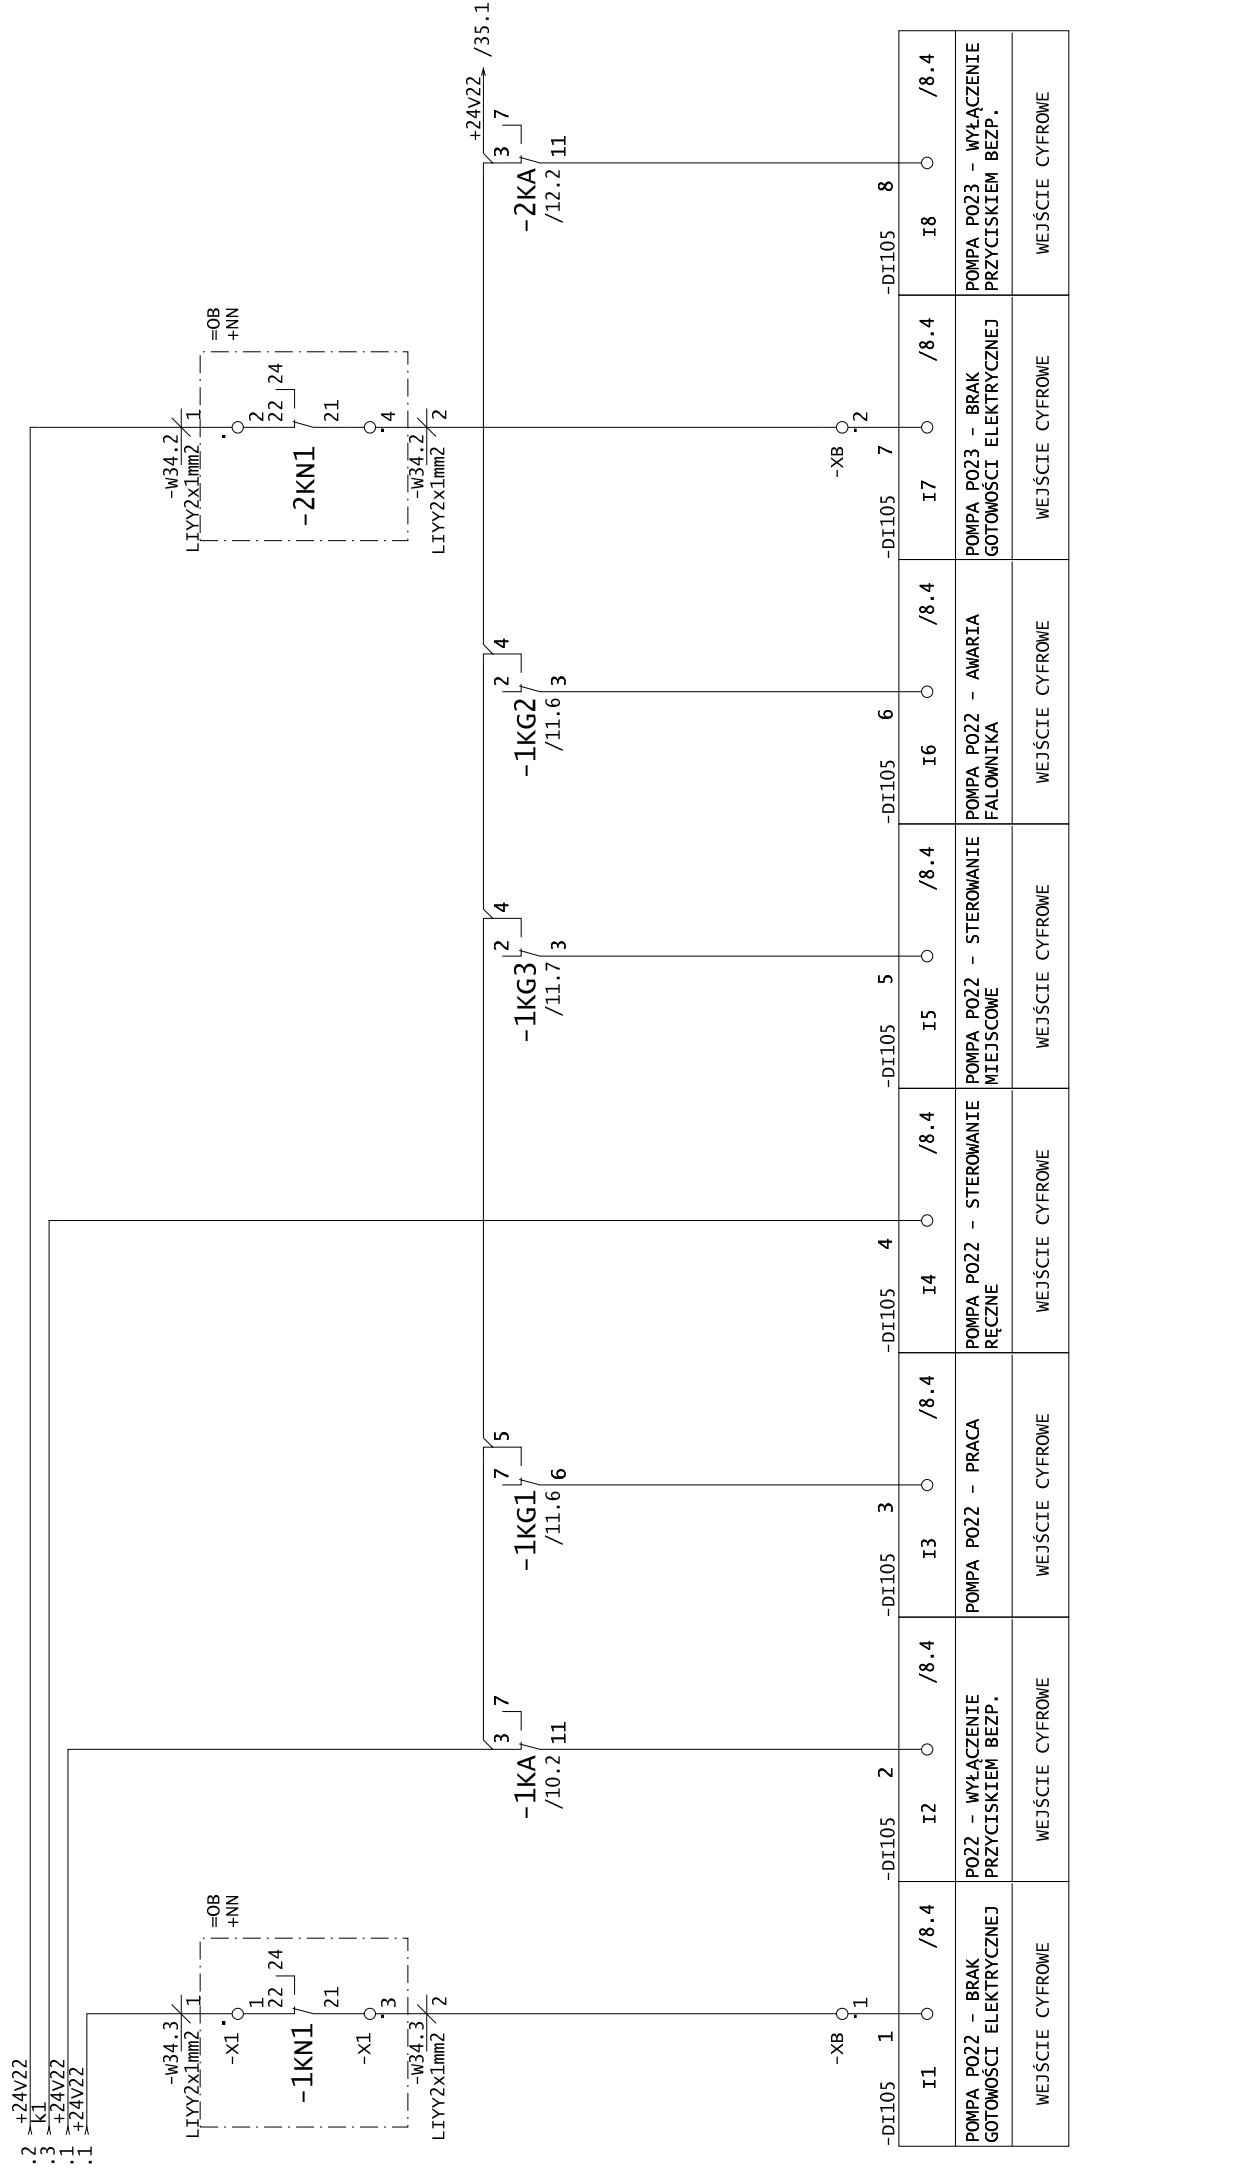 .2
+24v22
.3
k1
.1
+24v22
.1
+24v22
-W34.3
LIYY2x1mm2
1
=OB
+NN
-X1
1
22
24
-1KN1
21
-X1
3
-W34.3
LIYY2x1mm2
2
-XB
1
-W34.2
LIYY2x1mm2
1
=OB
+NN
2
22
24
-2KN1
21
4
-W34.2
LIYY2x1mm2
2
-XB
2
3
7
-1KA
/10.2
11
7
5
-1KG1
/11.6
6
2
4
-1KG3
/11.7
3
2
4
-1KG2
/11.6
3
+24v22
/35.1
3
7
-2KA
/12.2
11
-DI105
1
I1
/8.4
POMPA PO22 - BRAK
GOTOWOŚCI ELEKTRYCZNEJ
WEJŚCIE CYFROWE
-DI105
2
I2
/8.4
PO22 - WYŁĄCZENIE
PRZYCISKIEM BEZP.
WEJŚCIE CYFROWE
-DI105
3
I3
/8.4
POMPA PO22 - PRACA
WEJŚCIE CYFROWE
-DI105
4
I4
/8.4
POMPA PO22 - STEROWANIE
RĘCZNE
WEJŚCIE CYFROWE
-DI105
5
I5
/8.4
POMPA PO22 - STEROWANIE
MIEJSCOWE
WEJŚCIE CYFROWE
-DI105
6
I6
/8.4
POMPA PO22 - AWARIA
FALOWNIKA
WEJŚCIE CYFROWE
-DI105
7
I7
/8.4
POMPA PO23 - BRAK
GOTOWOŚCI ELEKTRYCZNEJ
WEJŚCIE CYFROWE
-DI105
8
I8
/8.4
POMPA PO23 - WYŁĄCZENIE
PRZYCISKIEM BEZP.
WEJŚCIE CYFROWE